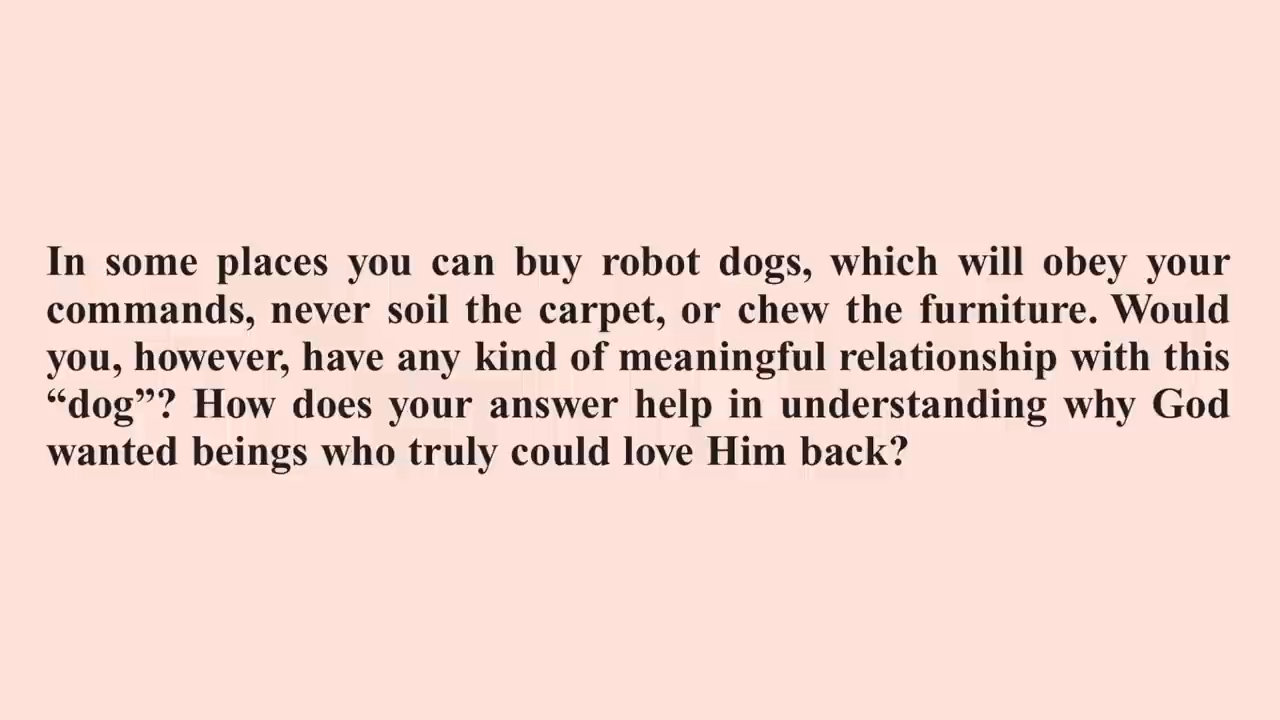 In some places you can buy robot dogs, which will obey your
commands, never soil the carpet, or chew the furniture. Would
you, however, have any kind of meaningful relationship with this
“dog”? How does your answer help in understanding why God
wanted beings who truly could love Him back?